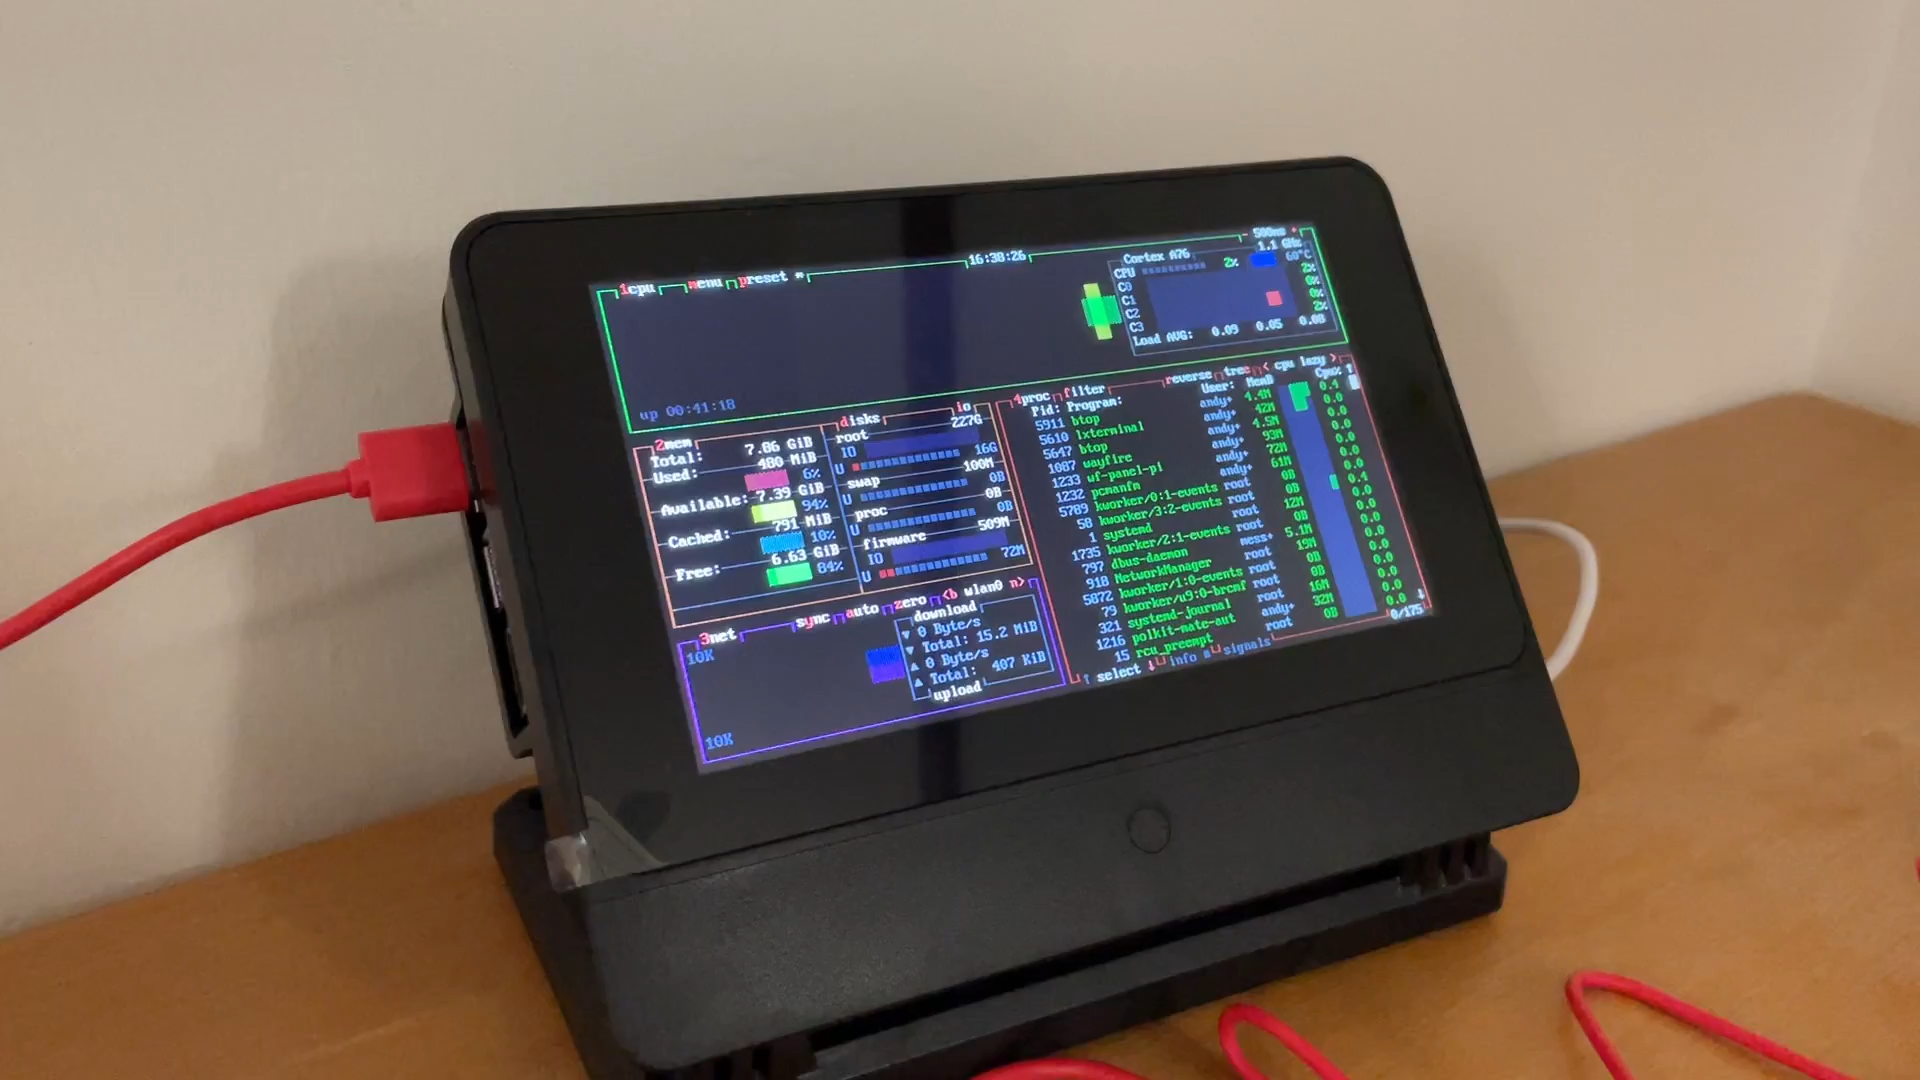 1cpu menu preset * 16:38:26 - 500ms +
Cortex A76 1.1 GHz
CPU 2% 60°C
C0 2%
C1 0%
C2 0%
C3 2%
Load AVG: 0.09 0.05 0.08
up 00:41:18
2mem
Total: 7.86 GiB
Used: 480 MiB
6%
Available: 7.39 GiB
94%
Cached: 791 MiB
10%
Free: 6.63 GiB
84%
disks io
root 227G
IO
U 16G
swap 100M
U 0B
proc 0B
U 0B
firmware 509M
IO
U 72M
3net sync auto zero <b wlan0 n>
10K
download
▼ 0 Byte/s
▼ Total: 15.2 MiB
▲ 0 Byte/s
▲ Total: 407 KiB
upload
10K
4proc filter reverse tree < cpu lazy >
Pid: Program: User: MemB Cpu% ↑
5911 btop andy+ 4.4M 0.4
5610 lxterminal andy+ 42M 0.0
5647 btop andy+ 4.5M 0.0
1087 wayfire andy+ 93M 0.0
1233 wf-panel-pi andy+ 72M 0.0
1232 pcmanfm andy+ 61M 0.0
5789 kworker/0:1-events root 0B 0.0
58 kworker/3:2-events root 0B 0.4
1 systemd root 12M 0.0
1735 kworker/2:1-events root 0B 0.0
797 dbus-daemon mess+ 5.1M 0.0
918 NetworkManager root 19M 0.0
5872 kworker/1:0-events root 0B 0.0
79 kworker/u9:0-brcmf root 0B 0.0
321 systemd-journal root 16M 0.0
1216 polkit-mate-aut andy+ 32M 0.0
15 rcu_preempt root 0B 0.0 ↓
↑ select ↓ info signals 0/175